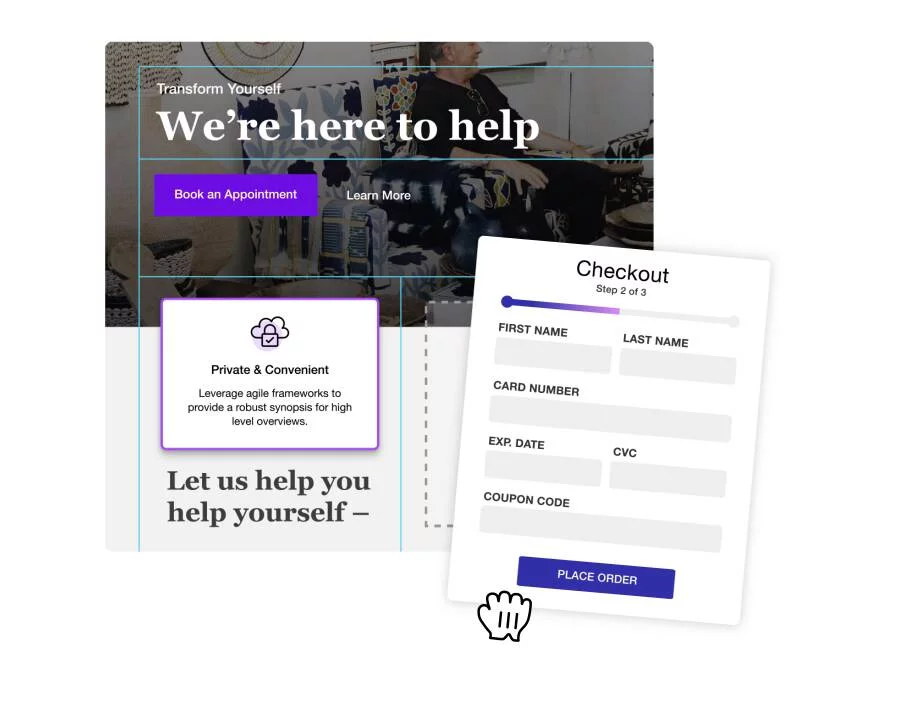 Transform Yourself
We're here to help
Book an Appointment
Learn More
Private & Convenient
Leverage agile frameworks to
provide a robust synopsis for high
level overviews.
Let us help you
help yourself –
Checkout
Step 2 of 3
FIRST NAME
LAST NAME
CARD NUMBER
EXP. DATE
CVC
COUPON CODE
PLACE ORDER